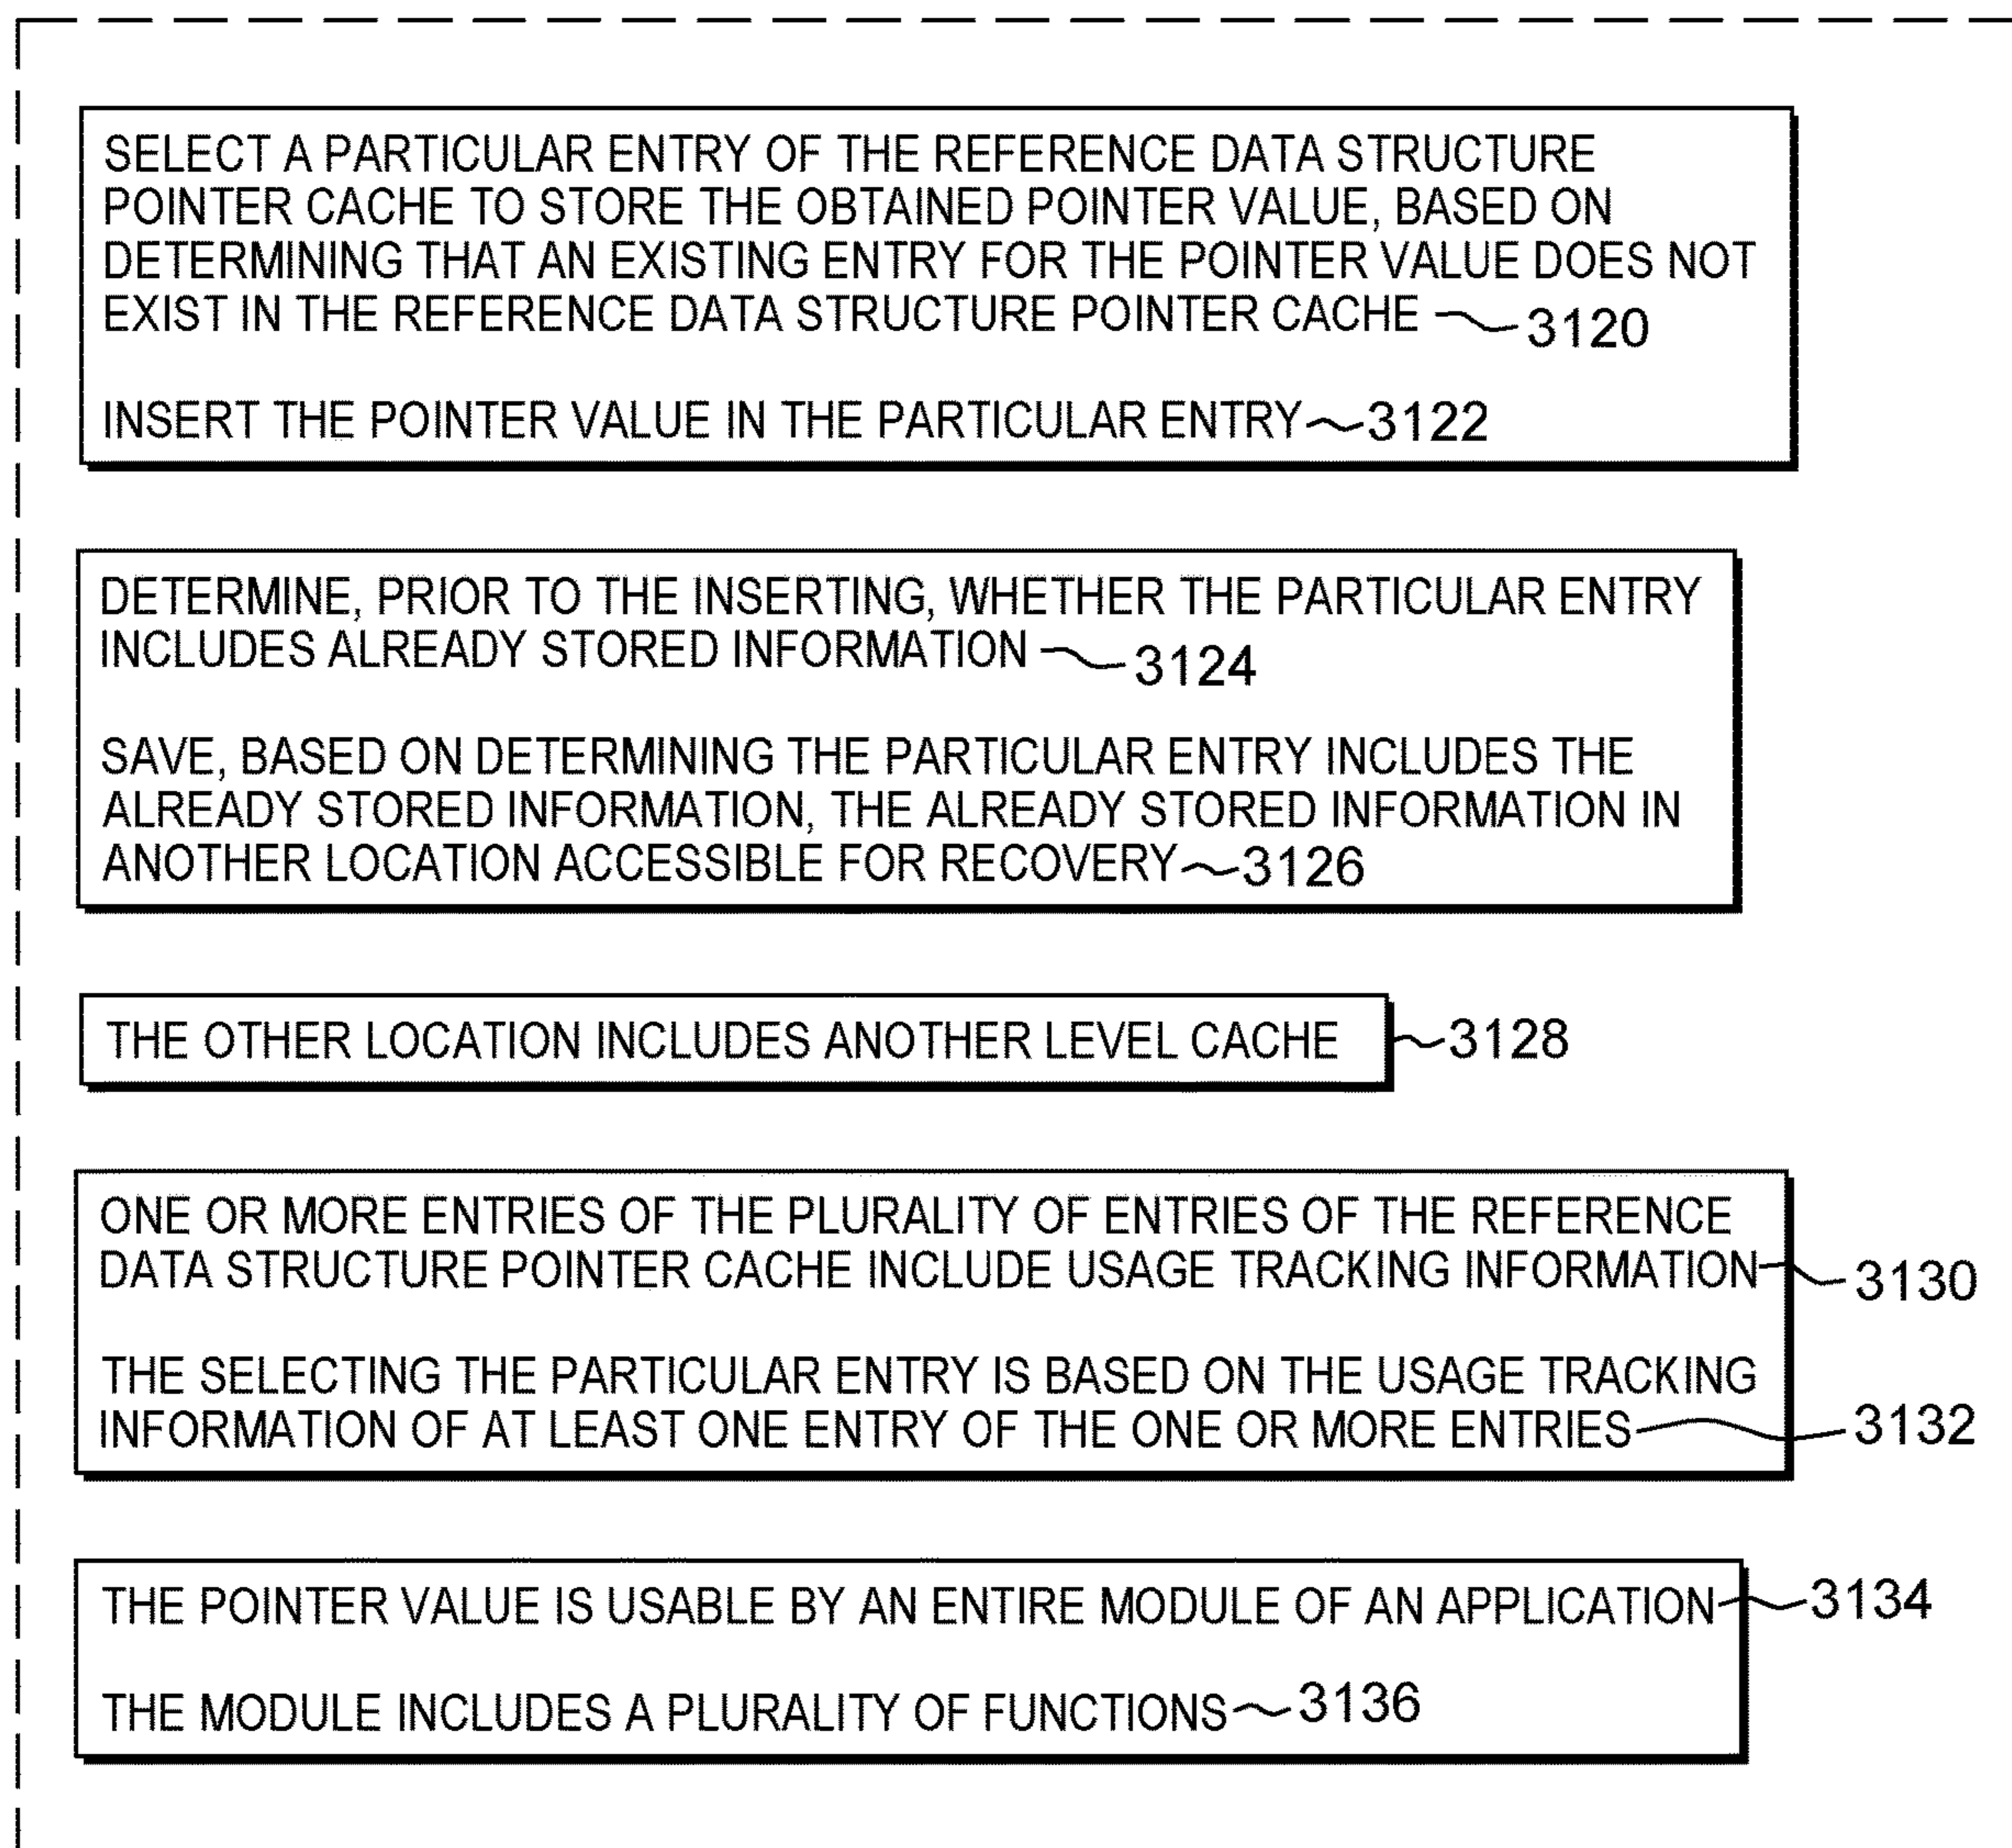 SELECT A PARTICULAR ENTRY OF THE REFERENCE DATA STRUCTURE
POINTER CACHE TO STORE THE OBTAINED POINTER VALUE, BASED ON
DETERMINING THAT AN EXISTING ENTRY FOR THE POINTER VALUE DOES NOT
EXIST IN THE REFERENCE DATA STRUCTURE POINTER CACHE 3120
INSERT THE POINTER VALUE IN THE PARTICULAR ENTRY 3122
DETERMINE, PRIOR TO THE INSERTING, WHETHER THE PARTICULAR ENTRY
INCLUDES ALREADY STORED INFORMATION 3124
SAVE, BASED ON DETERMINING THE PARTICULAR ENTRY INCLUDES THE
ALREADY STORED INFORMATION, THE ALREADY STORED INFORMATION IN
ANOTHER LOCATION ACCESSIBLE FOR RECOVERY 3126
THE OTHER LOCATION INCLUDES ANOTHER LEVEL CACHE 3128
ONE OR MORE ENTRIES OF THE PLURALITY OF ENTRIES OF THE REFERENCE
DATA STRUCTURE POINTER CACHE INCLUDE USAGE TRACKING INFORMATION 3130
THE SELECTING THE PARTICULAR ENTRY IS BASED ON THE USAGE TRACKING
INFORMATION OF AT LEAST ONE ENTRY OF THE ONE OR MORE ENTRIES 3132
THE POINTER VALUE IS USABLE BY AN ENTIRE MODULE OF AN APPLICATION 3134
THE MODULE INCLUDES A PLURALITY OF FUNCTIONS 3136